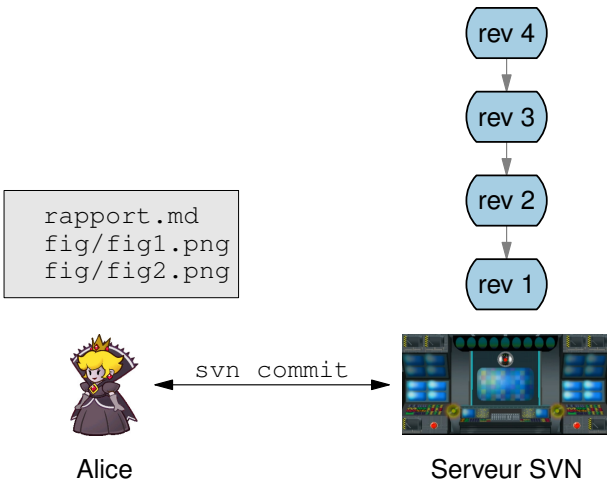 rev 4
rev 3
rev 2
rev 1
rapport.md
fig/fig1.png
fig/fig2.png
svn commit
Alice
Serveur SVN